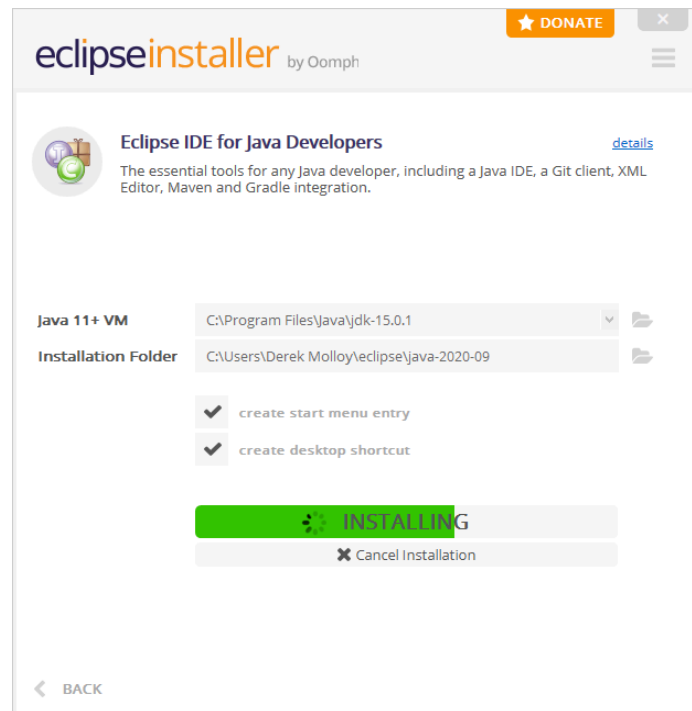 DONATE
eclipseinstaller by Oomph
Eclipse IDE for Java Developers
details
The essential tools for any Java developer, including a Java IDE, a Git client, XML
Editor, Maven and Gradle integration.
Java 11+ VM
C:\Program Files\Java\jdk-15.0.1
Installation Folder
C:\Users\Derek Molloy\eclipse\java-2020-09
create start menu entry
create desktop shortcut
INSTALLING
Cancel Installation
BACK